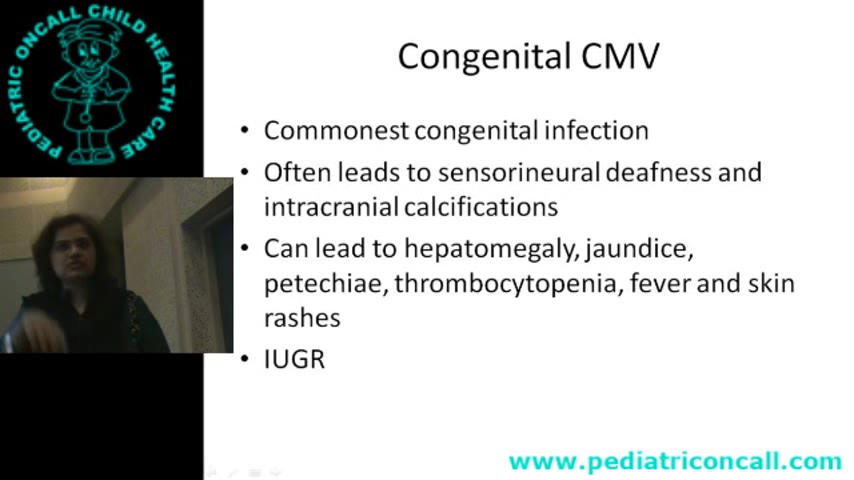 PEDIATRIC ONCALL CHILD HEALTH CARE
Congenital CMV
• Commonest congenital infection
• Often leads to sensorineural deafness and
intracranial calcifications
• Can lead to hepatomegaly, jaundice,
petechiae, thrombocytopenia, fever and skin
rashes
• IUGR
www.pediatriconcall.com